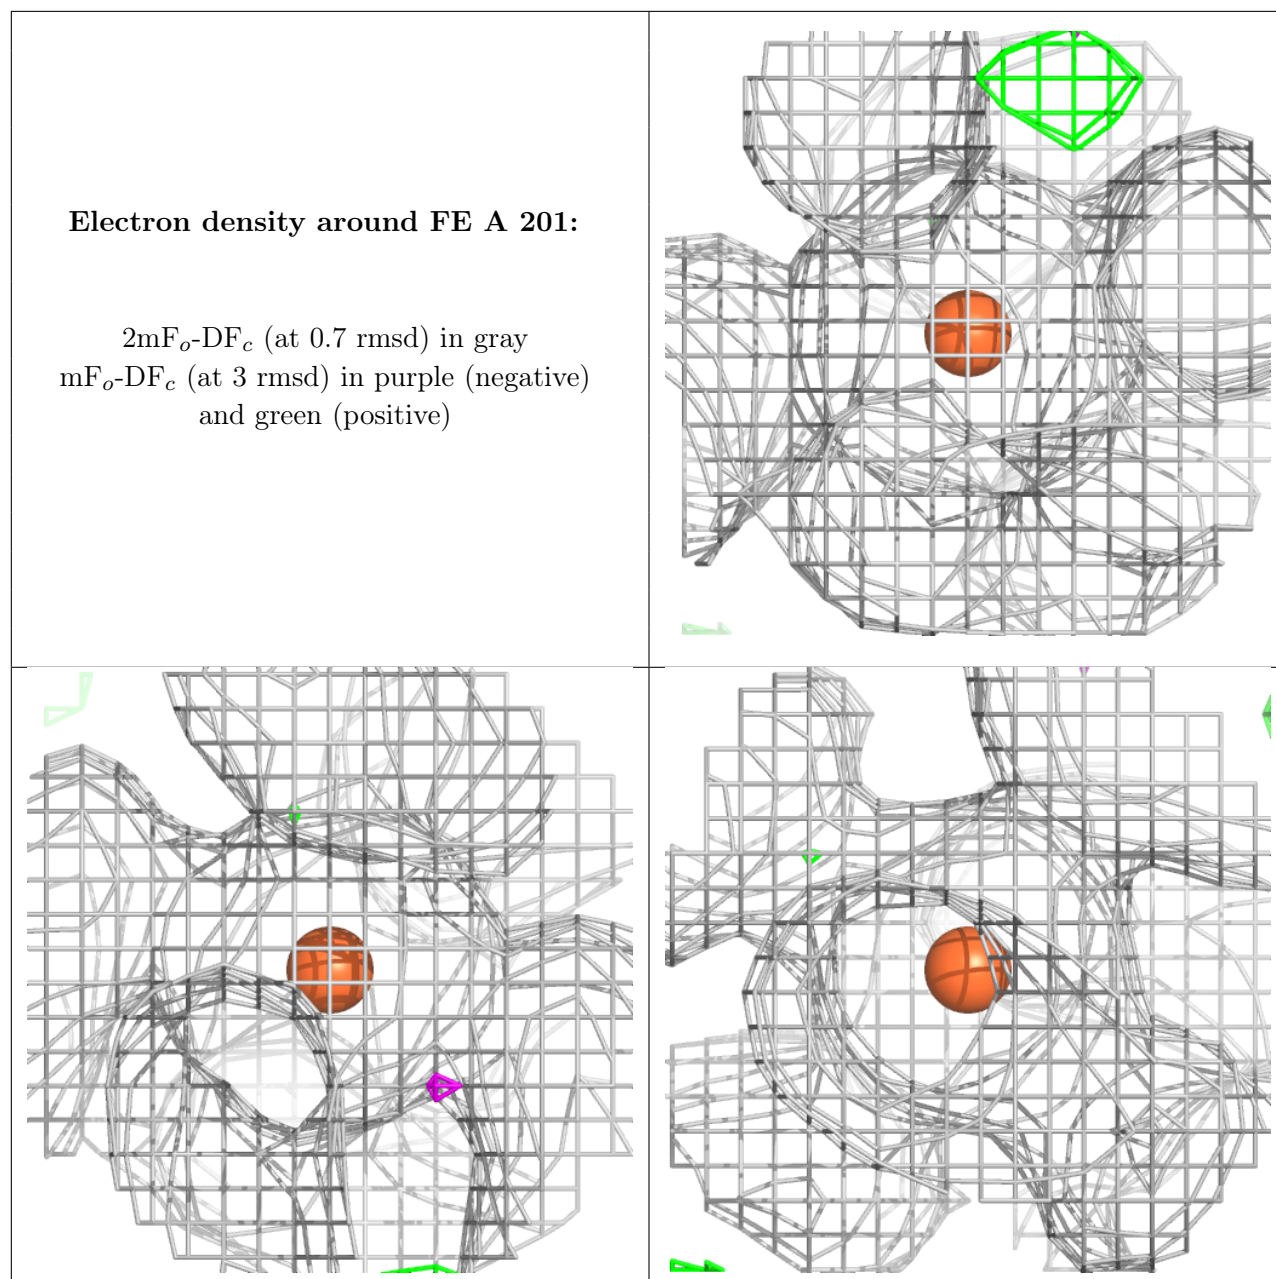 Electron density around FE A 201:
2mFo-DFc (at 0.7 rmsd) in gray
mFo-DFc (at 3 rmsd) in purple (negative)
and green (positive)